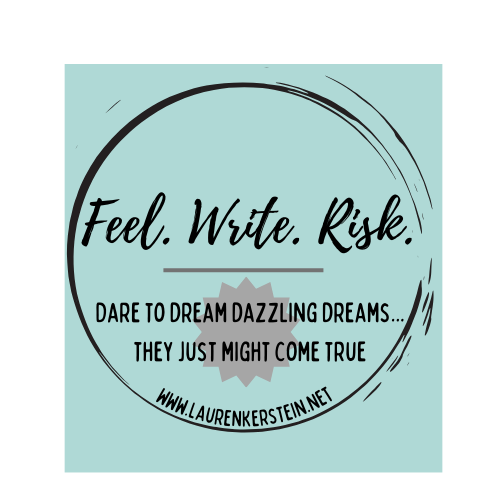 Feel. Write. Risk.
DARE TO DREAM DAZZLING DREAMS...
THEY JUST MIGHT COME TRUE
WWW.LAURENKERSTEIN.NET